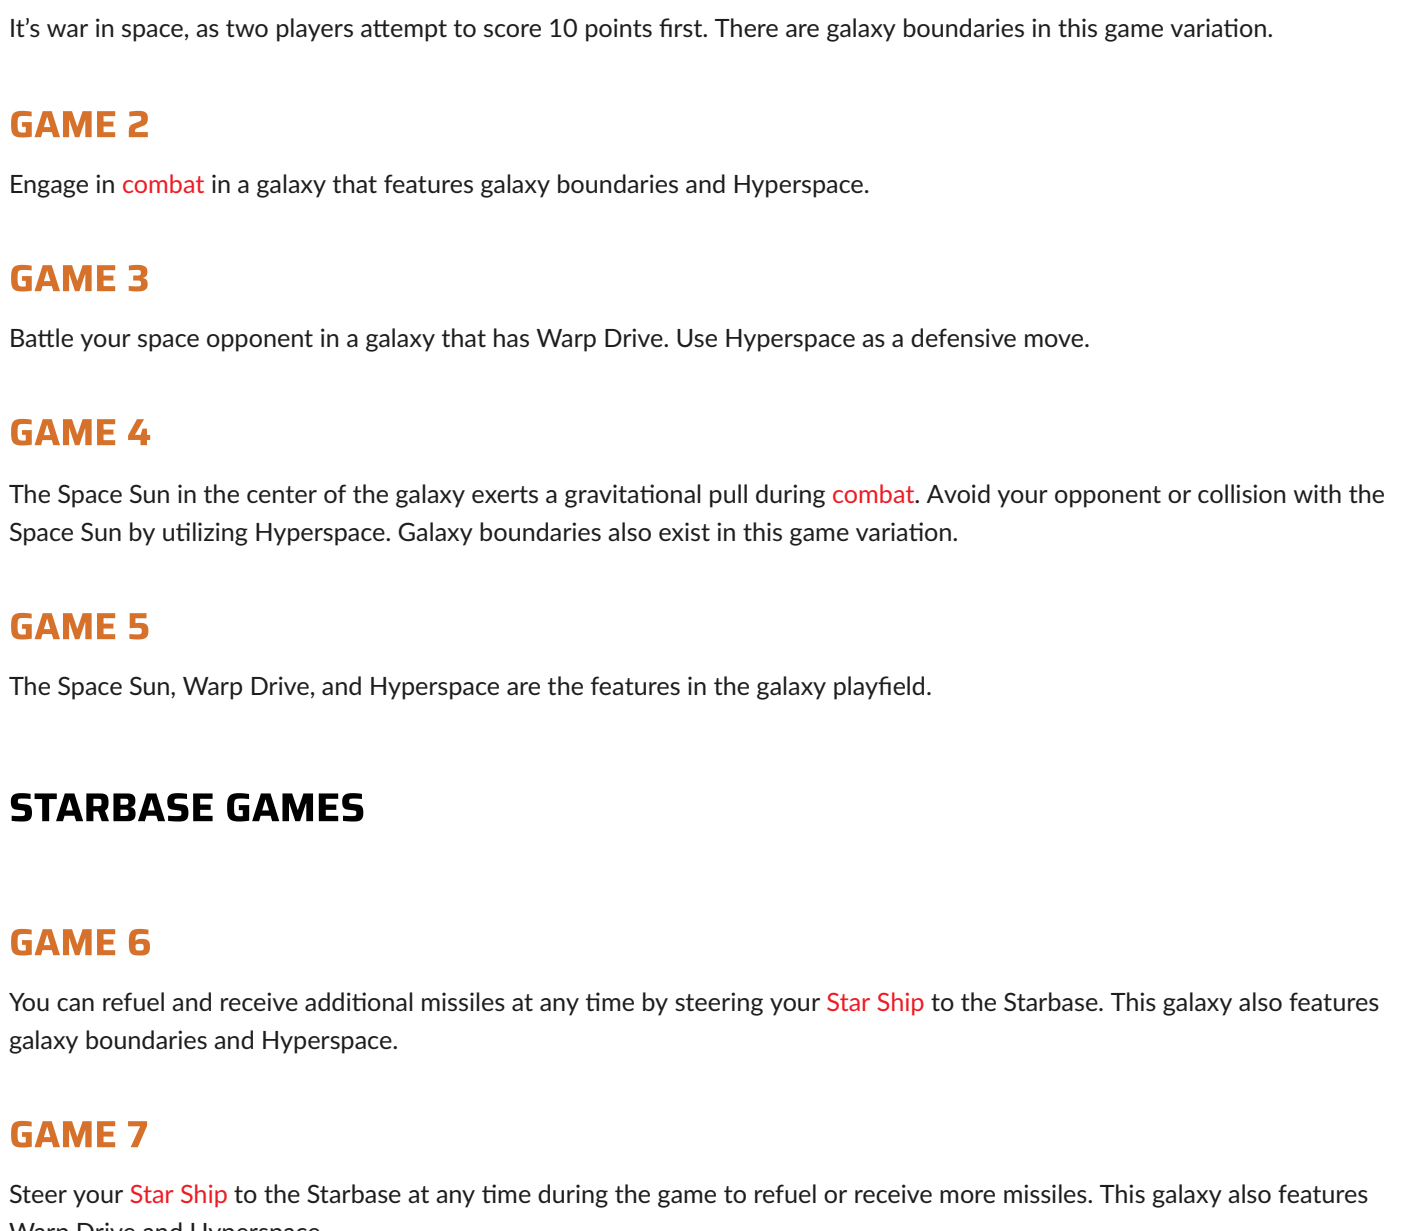 It's war in space, as two players attempt to score 10 points first. There are galaxy boundaries in this game variation.
GAME 2
Engage in combat in a galaxy that features galaxy boundaries and Hyperspace.
GAME 3
Battle your space opponent in a galaxy that has Warp Drive. Use Hyperspace as a defensive move.
GAME 4
The Space Sun in the center of the galaxy exerts a gravitational pull during combat. Avoid your opponent or collision with the
Space Sun by utilizing Hyperspace. Galaxy boundaries also exist in this game variation.
GAME 5
The Space Sun, Warp Drive, and Hyperspace are the features in the galaxy playfield.
STARBASE GAMES
GAME 6
You can refuel and receive additional missiles at any time by steering your Star Ship to the Starbase. This galaxy also features
galaxy boundaries and Hyperspace.
GAME 7
Steer your Star Ship to the Starbase at any time during the game to refuel or receive more missiles. This galaxy also features
Warp Drive and Hyperspace.